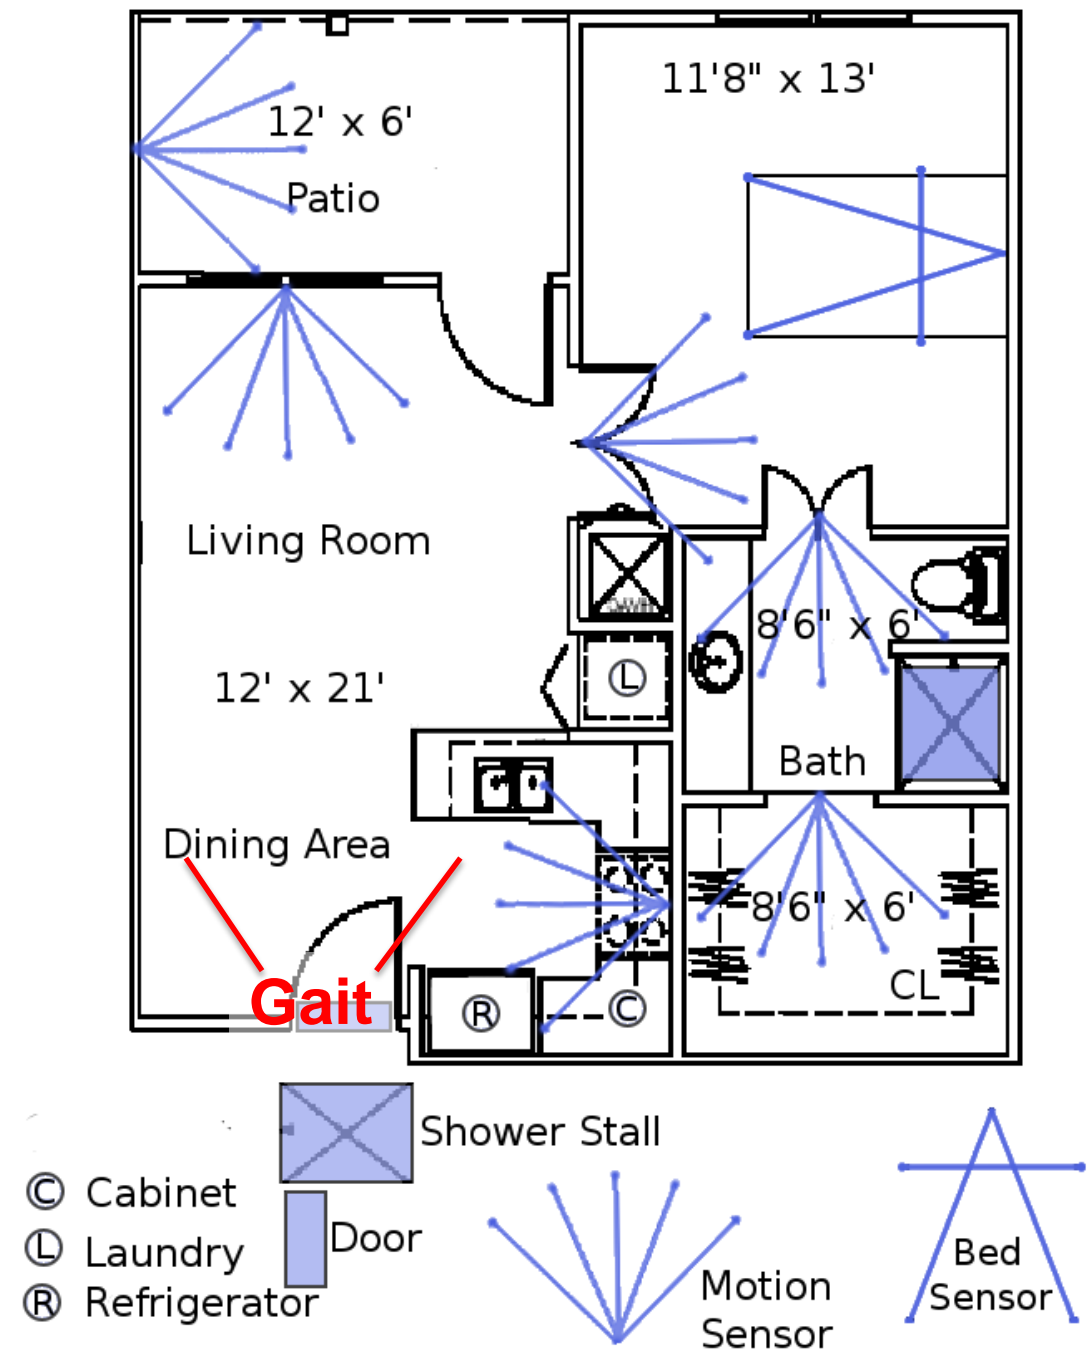 11'8" x 13'
12' x 6'
Patio
Living Room
8'6" x 6'
L
12' x 21'
Bath
Dining Area
8'6" x 6'
CL
Gait
R
C
Shower Stall
C Cabinet
Door
L Laundry
R Refrigerator
Motion
Sensor
Bed
Sensor